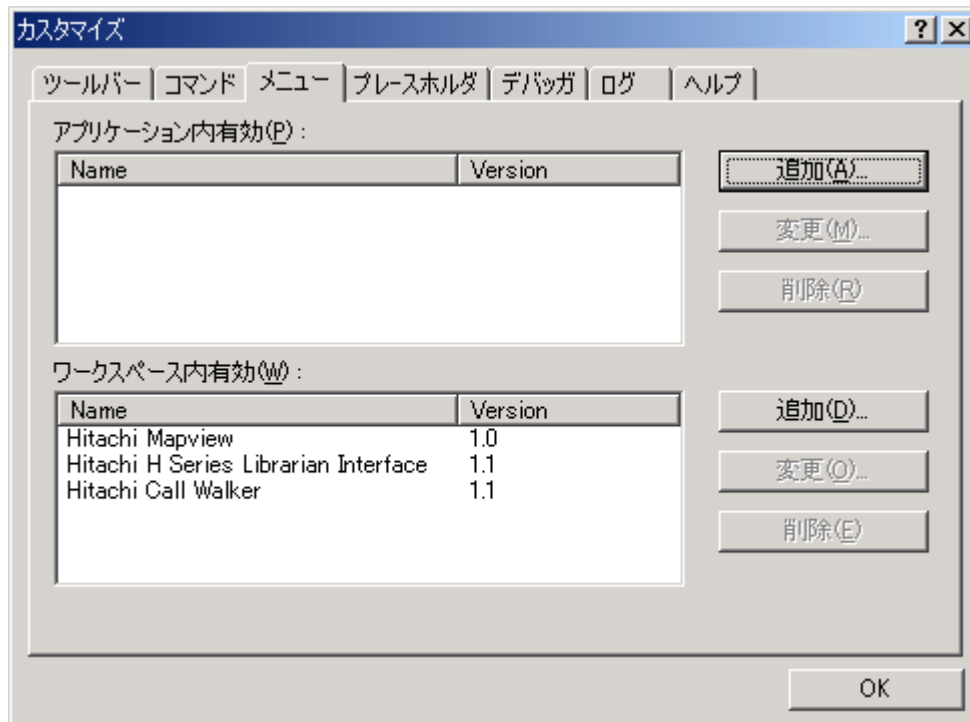 カスタマイズ
ツールバー コマンド メニュー プレースホルダ デバッガ ログ ヘルプ
アプリケーション内有効(P) :
Name Version
追加(A)...
変更(M)...
削除(R)
ワークスペース内有効(W) :
Name Version
Hitachi Mapview 1.0
Hitachi H Series Librarian Interface 1.1
Hitachi Call Walker 1.1
追加(D)...
変更(O)...
削除(E)
OK